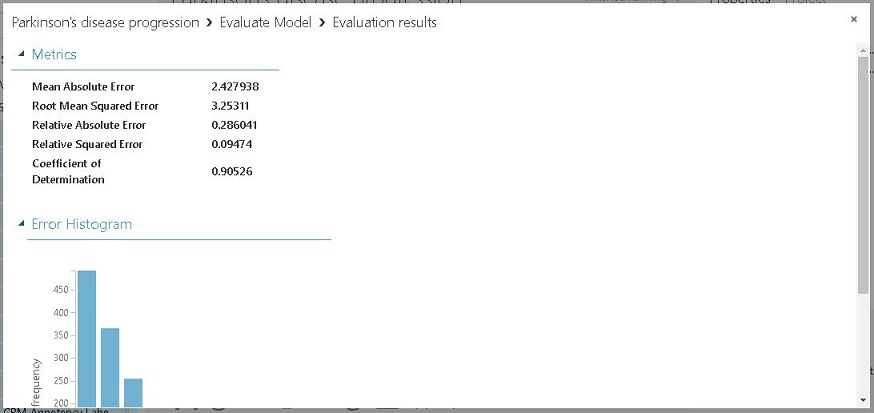 Parkinson's disease progression > Evaluate Model > Evaluation results
×
Metrics
Mean Absolute Error 2.427938
Root Mean Squared Error 3.25311
Relative Absolute Error 0.286041
Relative Squared Error 0.09474
Coefficient of
Determination 0.90526
Error Histogram
450
400
350
300
250
200
frequency